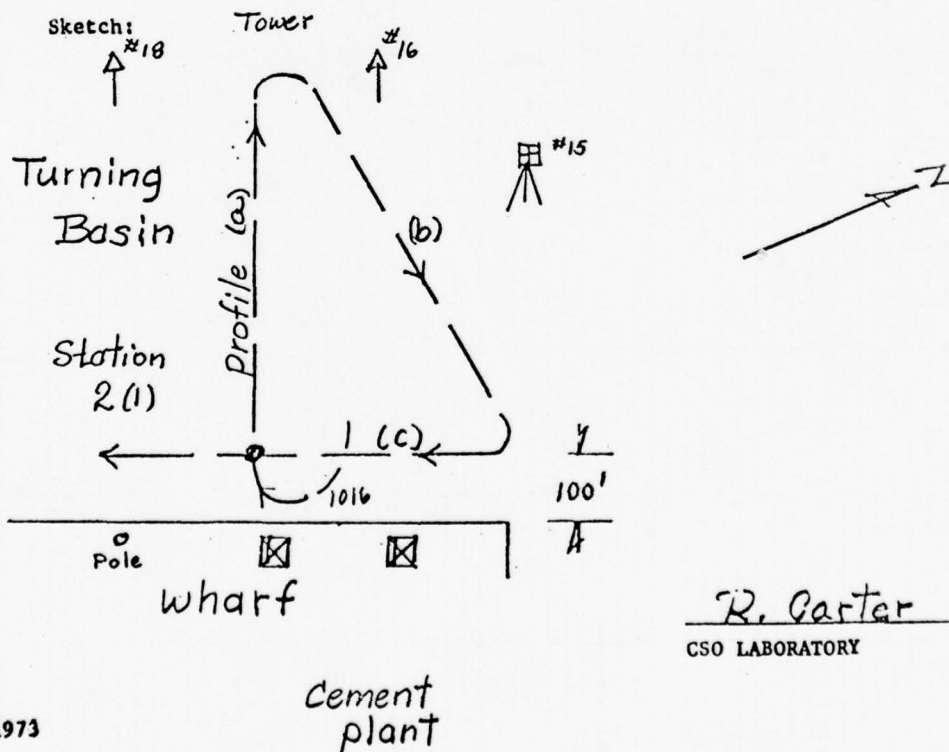 Sketch:
Tower
#18
#16
#15
Turning
Basin
Profile (a)
(b)
N
Station
2(1)
(c)
1016
100'
Pole
Wharf
R. Carter
CSO LABORATORY
Cement
plant
1973